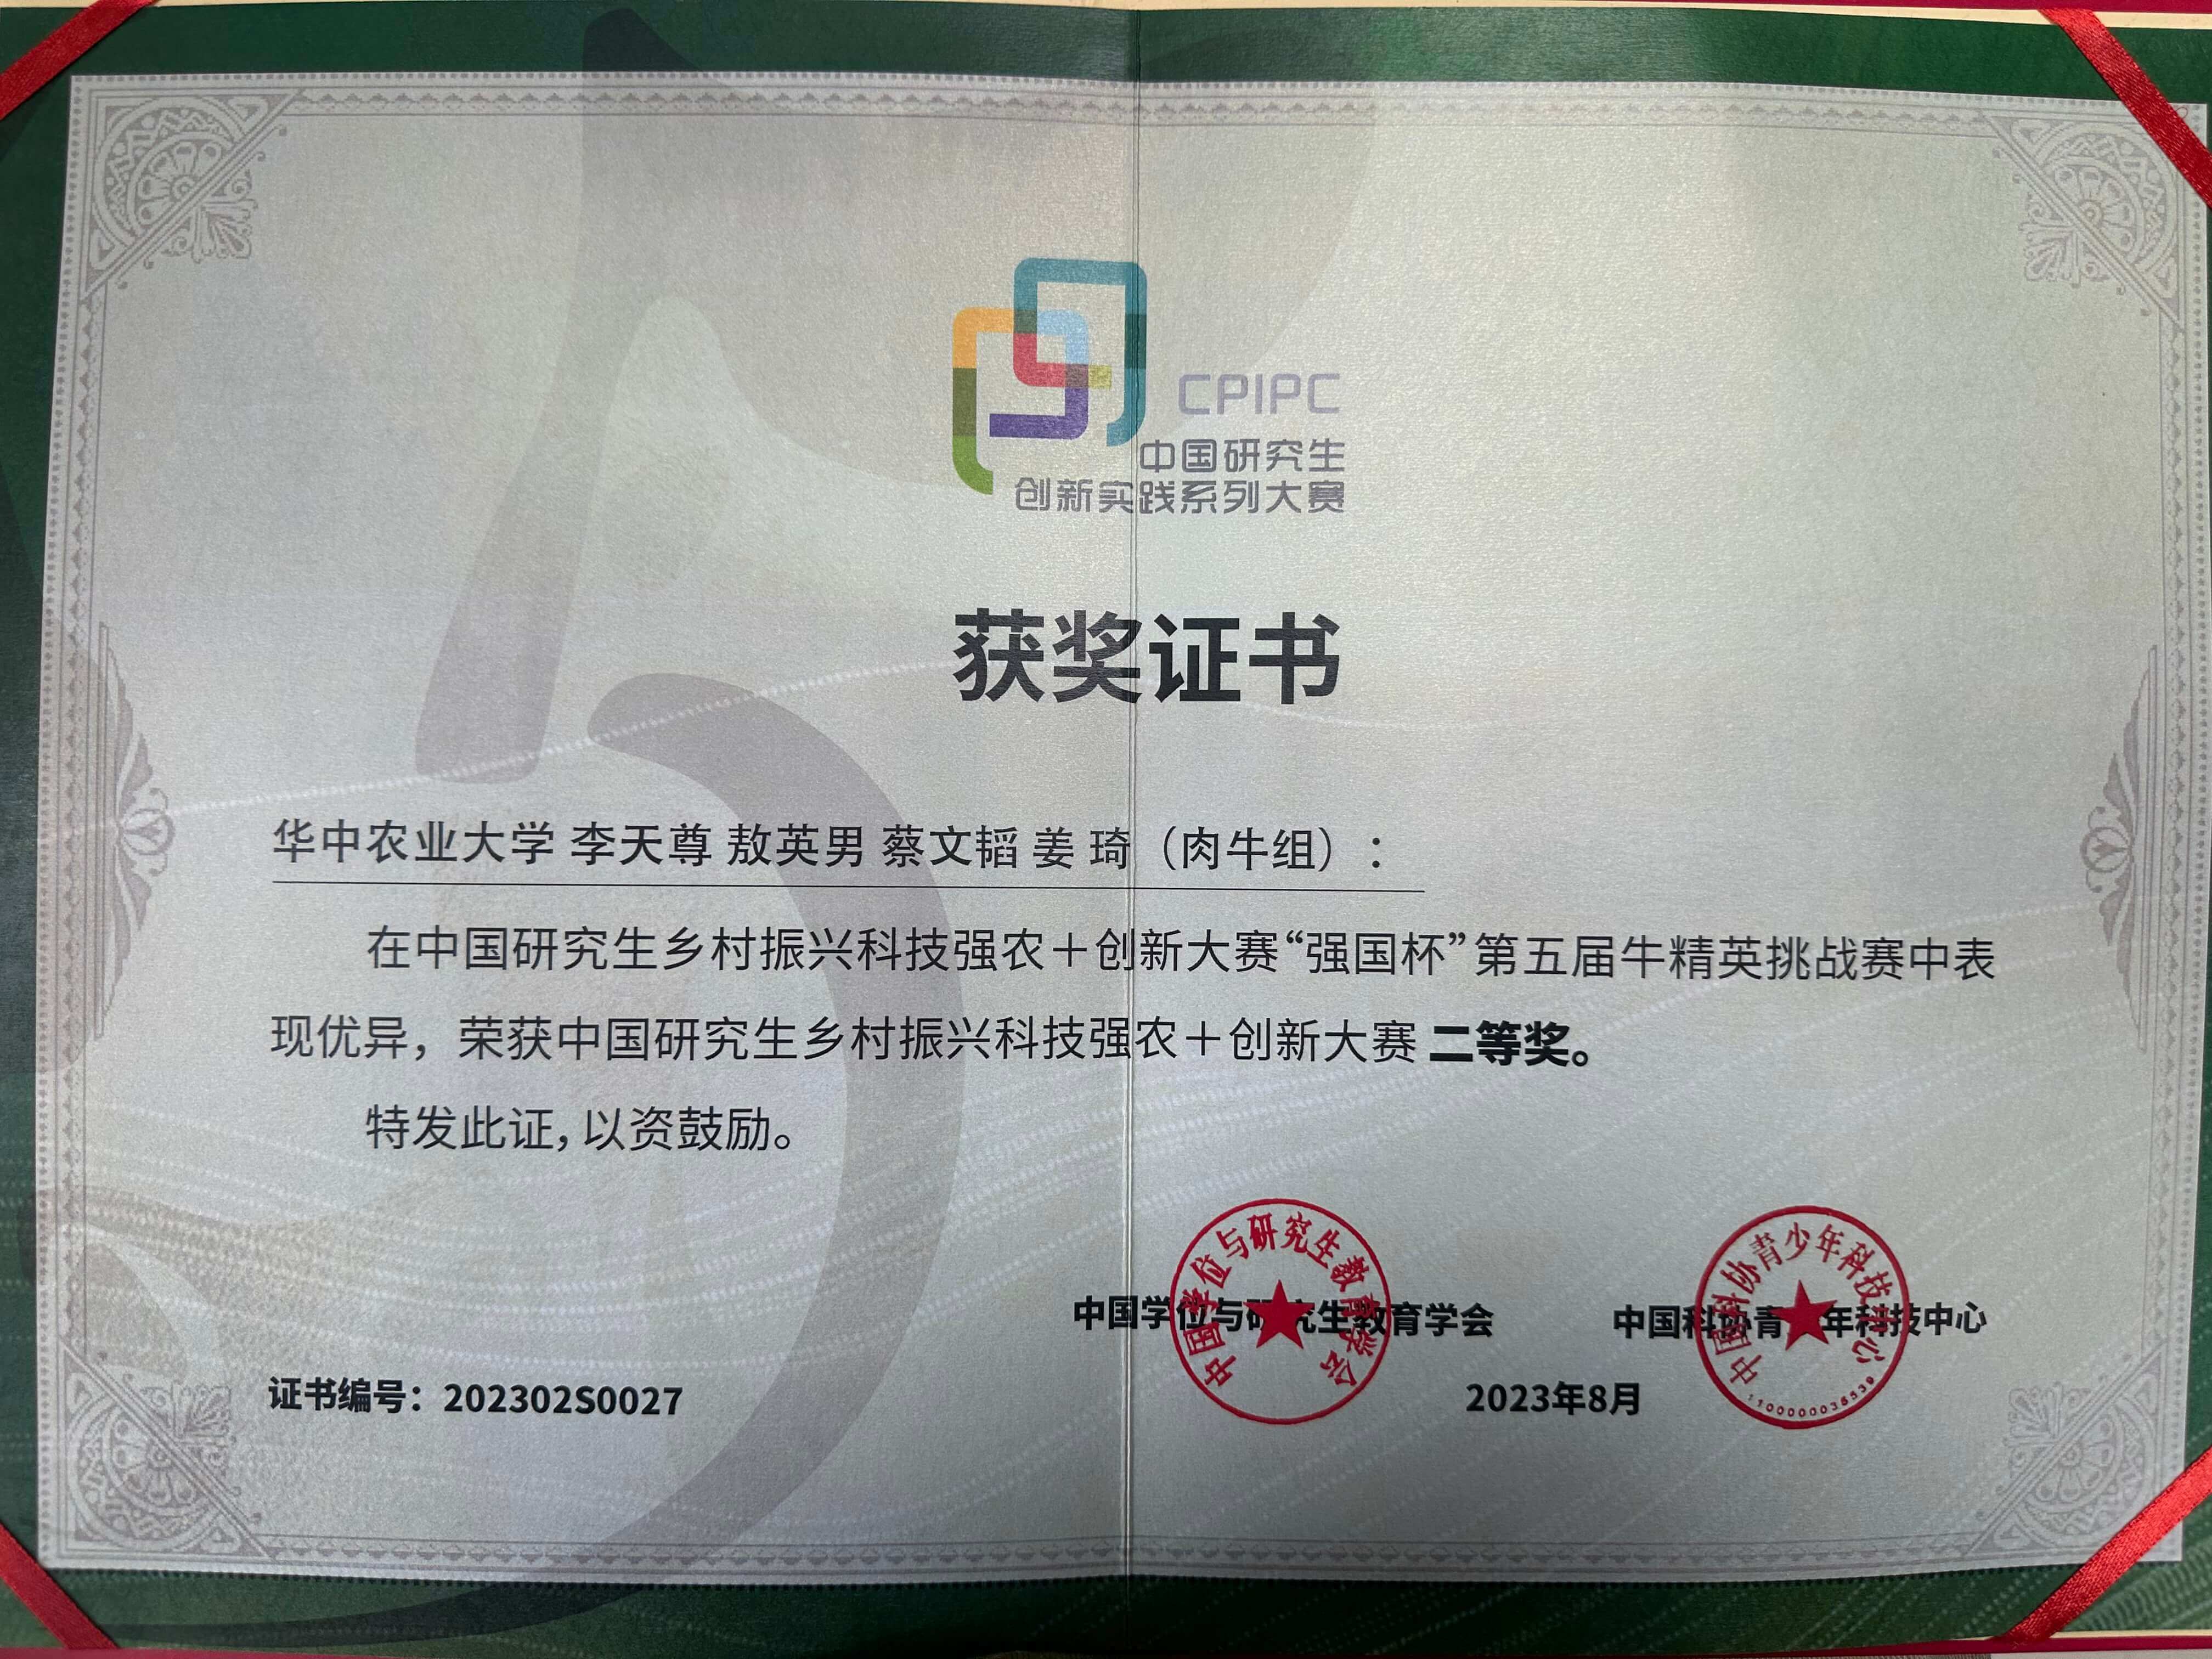 CPIPC
中国研究生
创新实践系列大赛
获奖证书
华中农业大学 李天尊 敖英男 蔡文韬 姜 琦（肉牛组）：
在中国研究生乡村振兴科技强农＋创新大赛“强国杯”第五届牛精英挑战赛中表
现优异，荣获中国研究生乡村振兴科技强农＋创新大赛 二等奖。
特发此证，以资鼓励。
中国学位与研究生教育学会
中国科协青少年科技中心
中国学位与研究生教育学会 中国科协青少年科技中心
证书编号：202302S0027
2023年8月